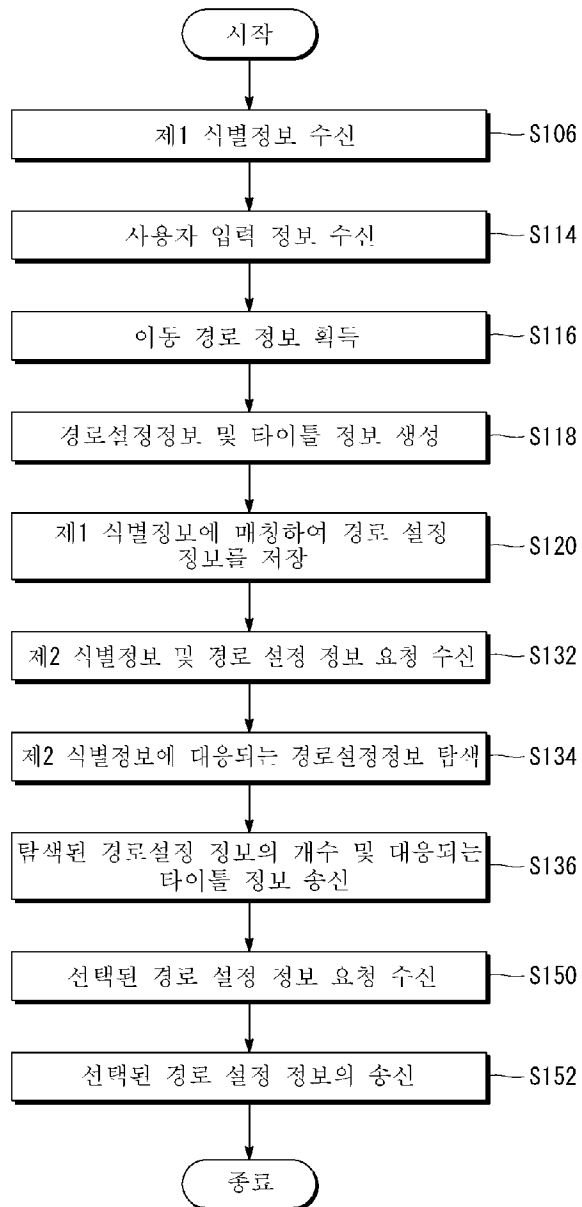 시작
제1 식별정보 수신
S106
사용자 입력 정보 수신
S114
이동 경로 정보 획득
S116
경로설정정보 및 타이틀 정보 생성
S118
제1 식별정보에 매칭하여 경로 설정
정보를 저장
S120
제2 식별정보 및 경로 설정 정보 요청 수신
S132
제2 식별정보에 대응되는 경로설정정보 탐색
S134
탐색된 경로설정 정보의 개수 및 대응되는
타이틀 정보 송신
S136
선택된 경로 설정 정보 요청 수신
S150
선택된 경로 설정 정보의 송신
S152
종료